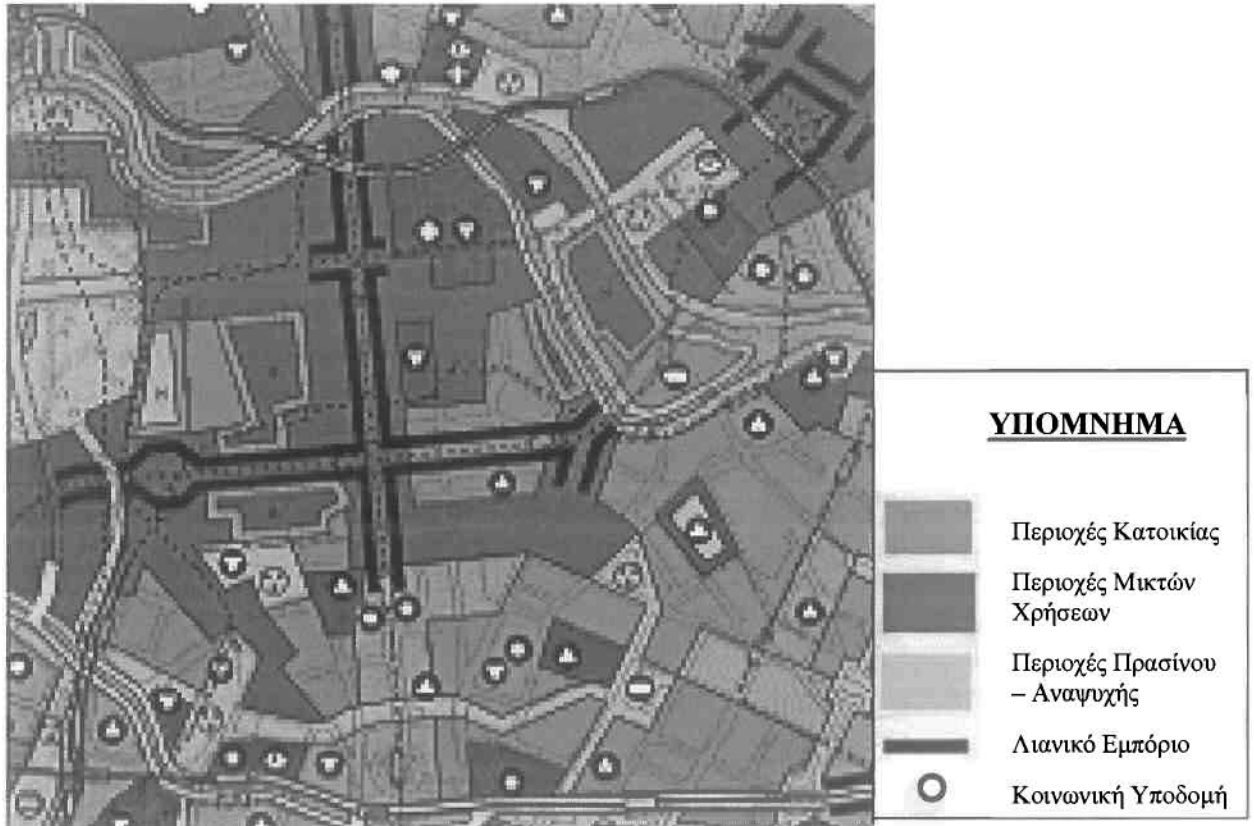 ΥΠΟΜΝΗΜΑ
Περιοχές Κατοικίας
Περιοχές Μικτών
Χρήσεων
Περιοχές Πρασίνου
– Αναψυχής
Λιανικό Εμπόριο
Κοινωνική Υποδομή